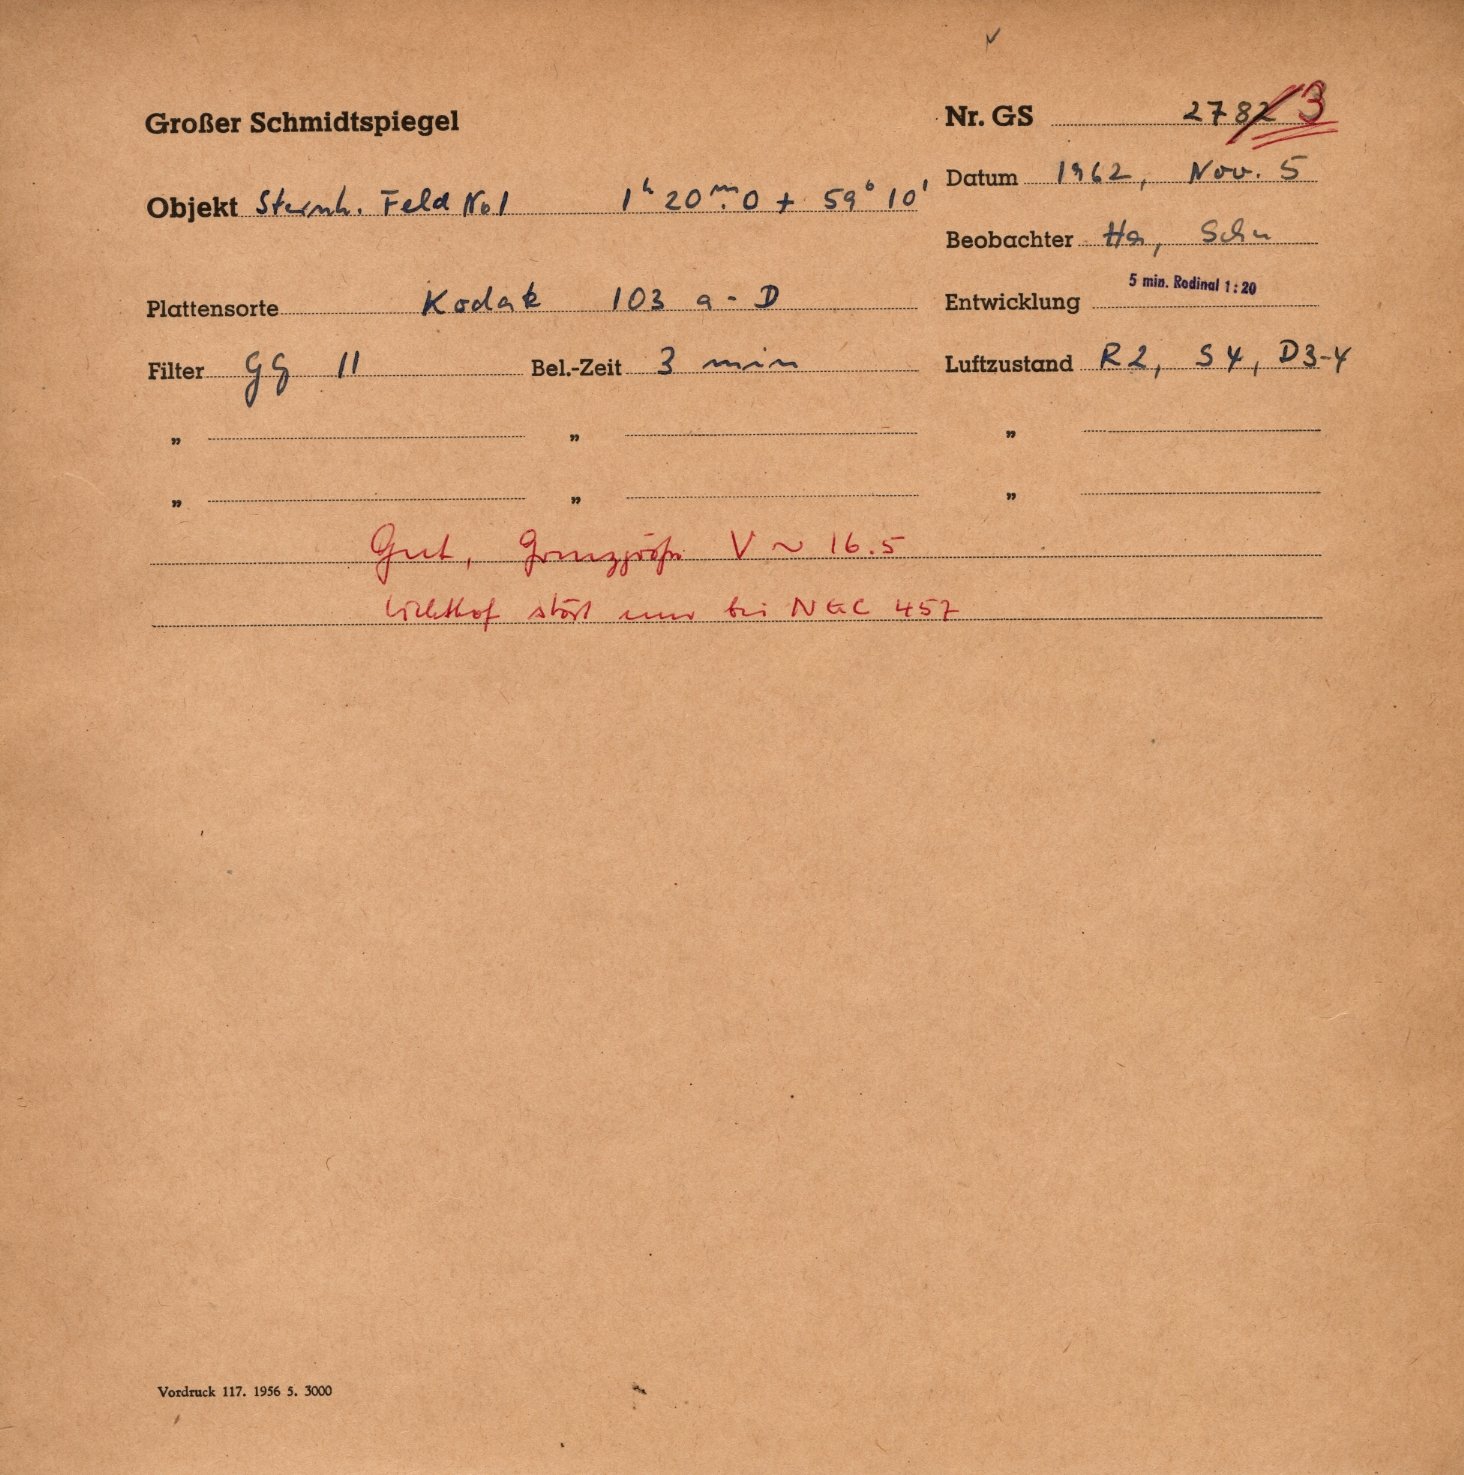 Großer Schmidtspiegel
Nr. GS 2782 3
Objekt Sternh. Feld No 1 1ʰ 20ᵐ.0 + 59° 10'
Datum 1962, Nov. 5
Beobachter Ha, Schn
Plattensorte Kodak 103 a - D
Entwicklung 5 min. Rodinal 1:20
Filter GG 11 Bel.-Zeit 3 min
Luftzustand R2, S4, D3-4
" " "
" " "
Gut, Grenzgröße V ~ 16.5
Lichthof stört nur bei NGC 457
Vordruck 117. 1956 5. 3000